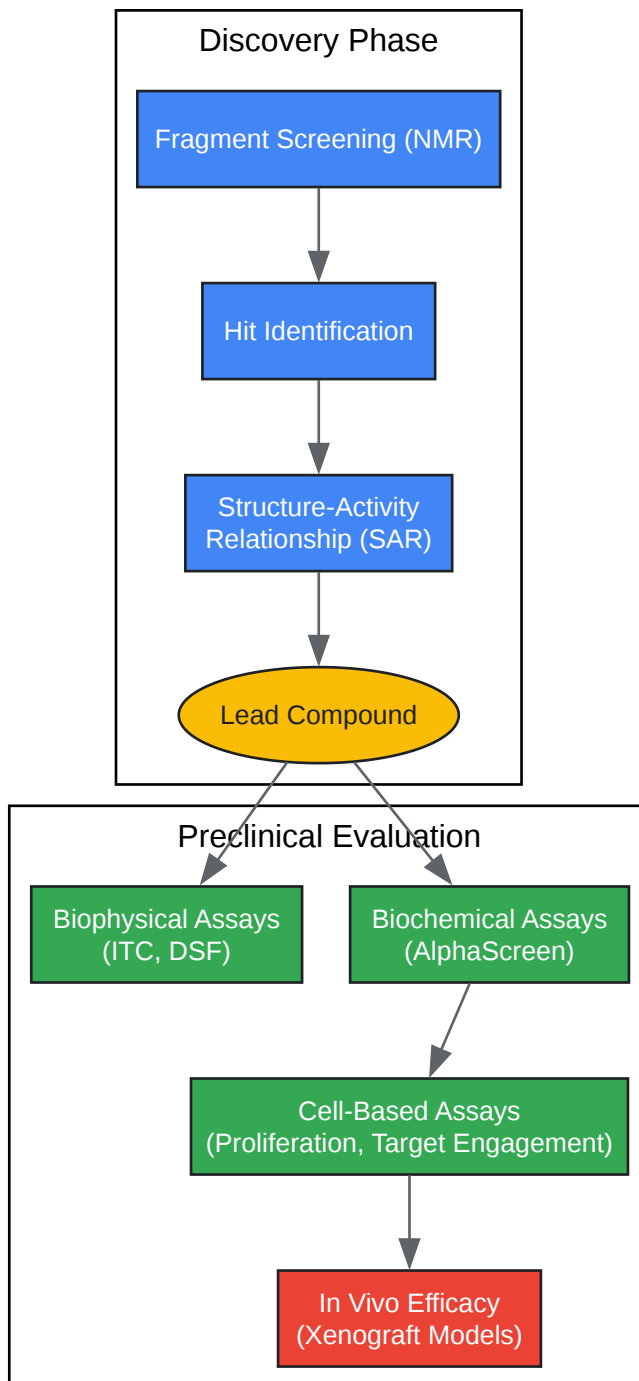 Discovery Phase
Fragment Screening (NMR)
Hit Identification
Structure-Activity
Relationship (SAR)
Lead Compound
Preclinical Evaluation
Biophysical Assays
(ITC, DSF)
Biochemical Assays
(AlphaScreen)
Cell-Based Assays
(Proliferation, Target Engagement)
In Vivo Efficacy
(Xenograft Models)